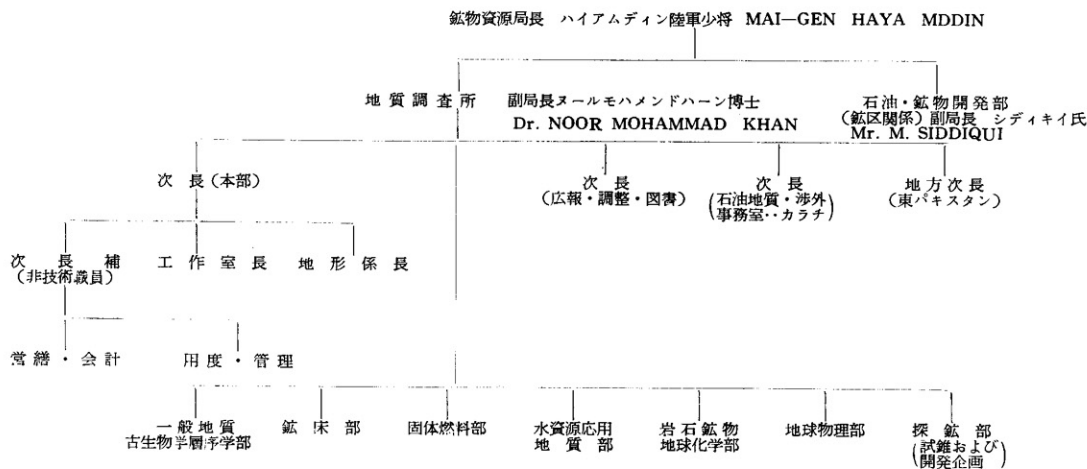 鉱物資源局長 ハイアムディン陸軍少将 MAI—GEN HAYA MDDIN
地質調査所 副局長ヌールモハメンドハーン博士
Dr. NOOR MOHAMMAD KHAN
石油・鉱物開発部
(鉱区関係)副局長 シディキイ氏
Mr. M. SIDDIQUI
次長(本部)
次長
(広報・調整・図書)
次長
(石油地質・渉外
事務室‥カラチ)
地方次長
(東パキスタン)
次長補
(非技術職員)
工作室長
地形係長
営繕・会計
用度・管理
一般地質
古生物学層序学部
鉱床部
固体燃料部
水資源応用
地質部
岩石鉱物
地球化学部
地球物理部
探鉱部
(試錐および
開発企画)